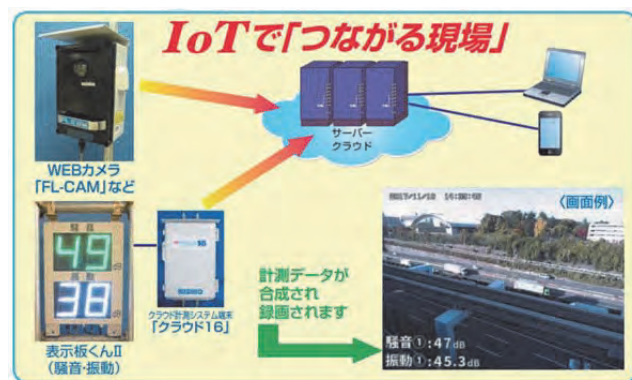 IoTで「つながる現場」
サーバー
クラウド
WEBカメラ
「FL-CAM」など
騒音
49
dB
振動
38
dB
表示板くんⅡ
(騒音・振動)
クラウド計測システム端末
「クラウド16」
計測データが
合成され
録画されます
〈画面例〉
騒音①:47dB
振動①:45.3dB